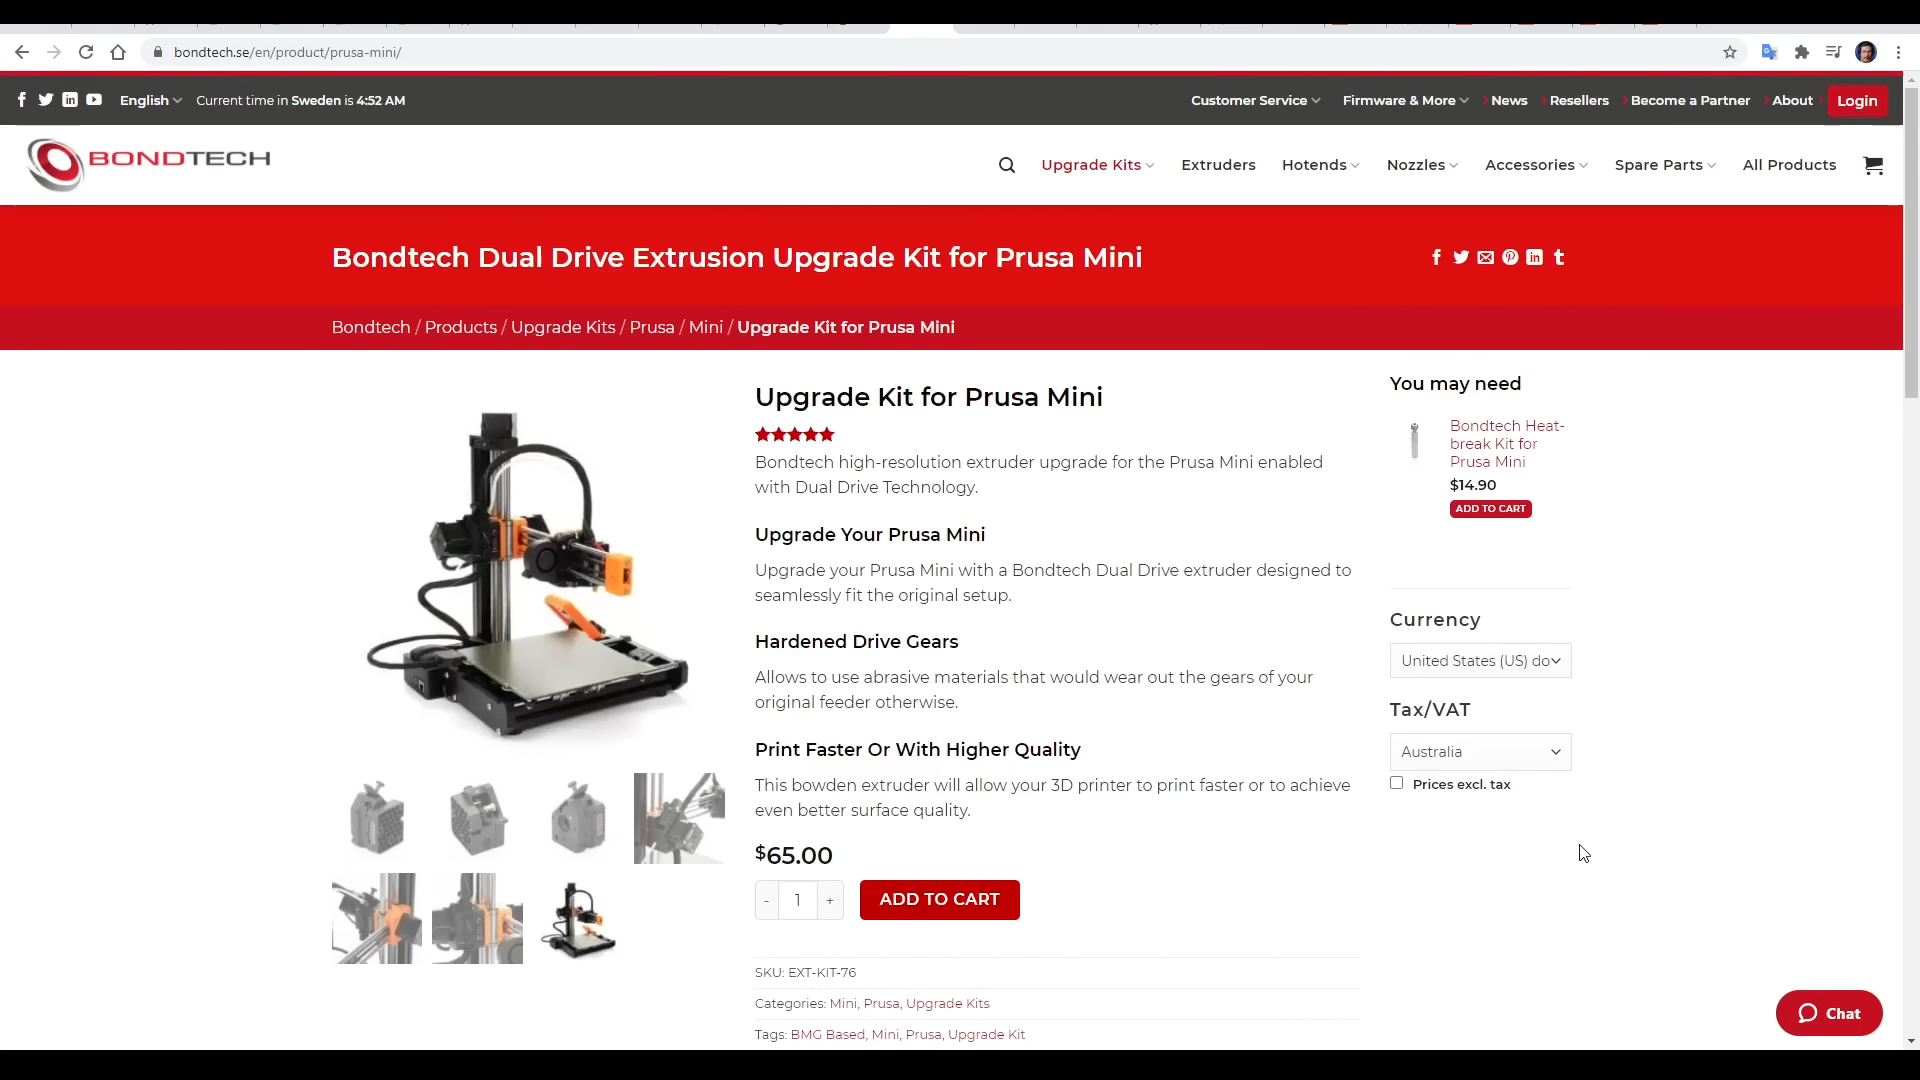 bondtech.se/en/product/prusa-mini/
English Current time in Sweden is 4:52 AM
Customer Service Firmware & More News Resellers Become a Partner About Login
BONDTECH
Upgrade Kits Extruders Hotends Nozzles Accessories Spare Parts All Products
Bondtech Dual Drive Extrusion Upgrade Kit for Prusa Mini
Bondtech / Products / Upgrade Kits / Prusa / Mini / Upgrade Kit for Prusa Mini
Upgrade Kit for Prusa Mini
Bondtech high-resolution extruder upgrade for the Prusa Mini enabled
with Dual Drive Technology.
Upgrade Your Prusa Mini
Upgrade your Prusa Mini with a Bondtech Dual Drive extruder designed to
seamlessly fit the original setup.
Hardened Drive Gears
Allows to use abrasive materials that would wear out the gears of your
original feeder otherwise.
Print Faster Or With Higher Quality
This bowden extruder will allow your 3D printer to print faster or to achieve
even better surface quality.
$65.00
- 1 + ADD TO CART
SKU: EXT-KIT-76
Categories: Mini, Prusa, Upgrade Kits
Tags: BMG Based, Mini, Prusa, Upgrade Kit
You may need
Bondtech Heat-
break Kit for
Prusa Mini
$14.90
ADD TO CART
Currency
United States (US) do
Tax/VAT
Australia
Prices excl. tax
Chat